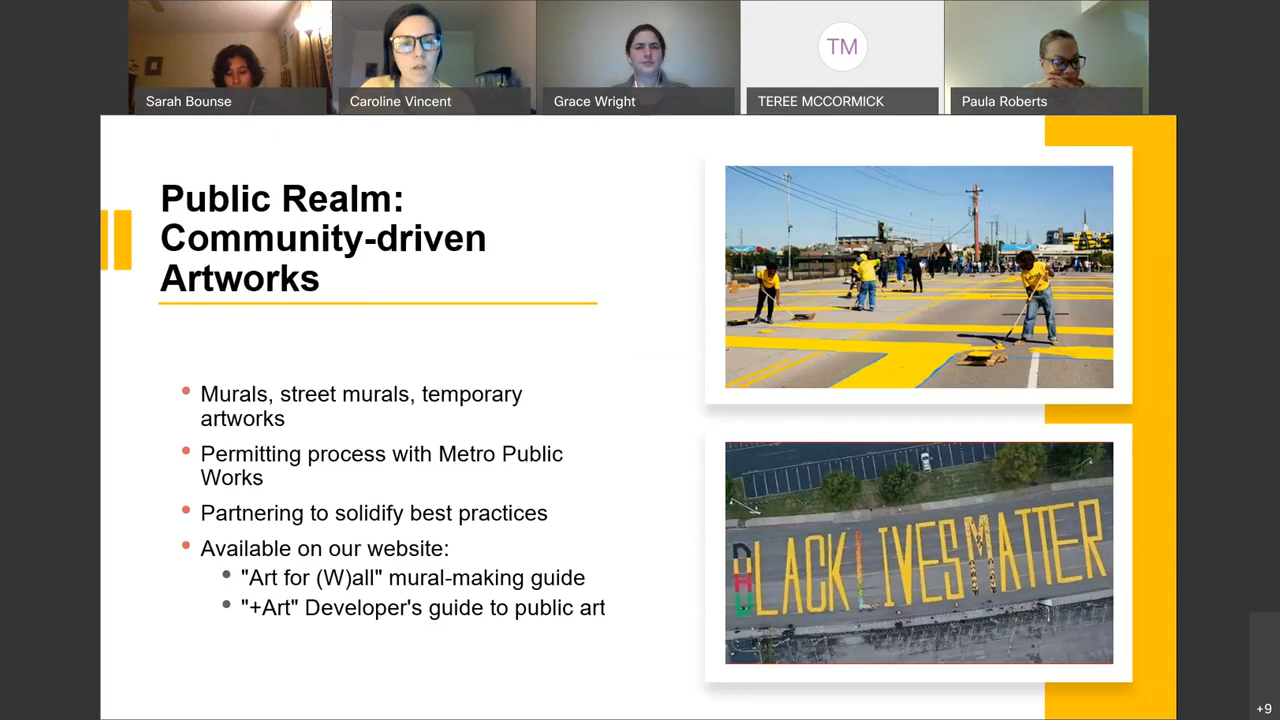 Sarah Bounse
Caroline Vincent
Grace Wright
TM
TEREE MCCORMICK
Paula Roberts
Public Realm:
Community-driven
Artworks
Murals, street murals, temporary
artworks
Permitting process with Metro Public
Works
Partnering to solidify best practices
Available on our website:
"Art for (W)all" mural-making guide
"+Art" Developer's guide to public art
BLACK LIVES MATTER
+9